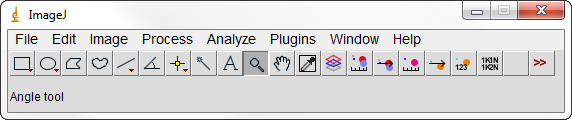 ImageJ
File Edit Image Process Analyze Plugins Window Help
A 123 1K1N 1K2N >>
Angle tool